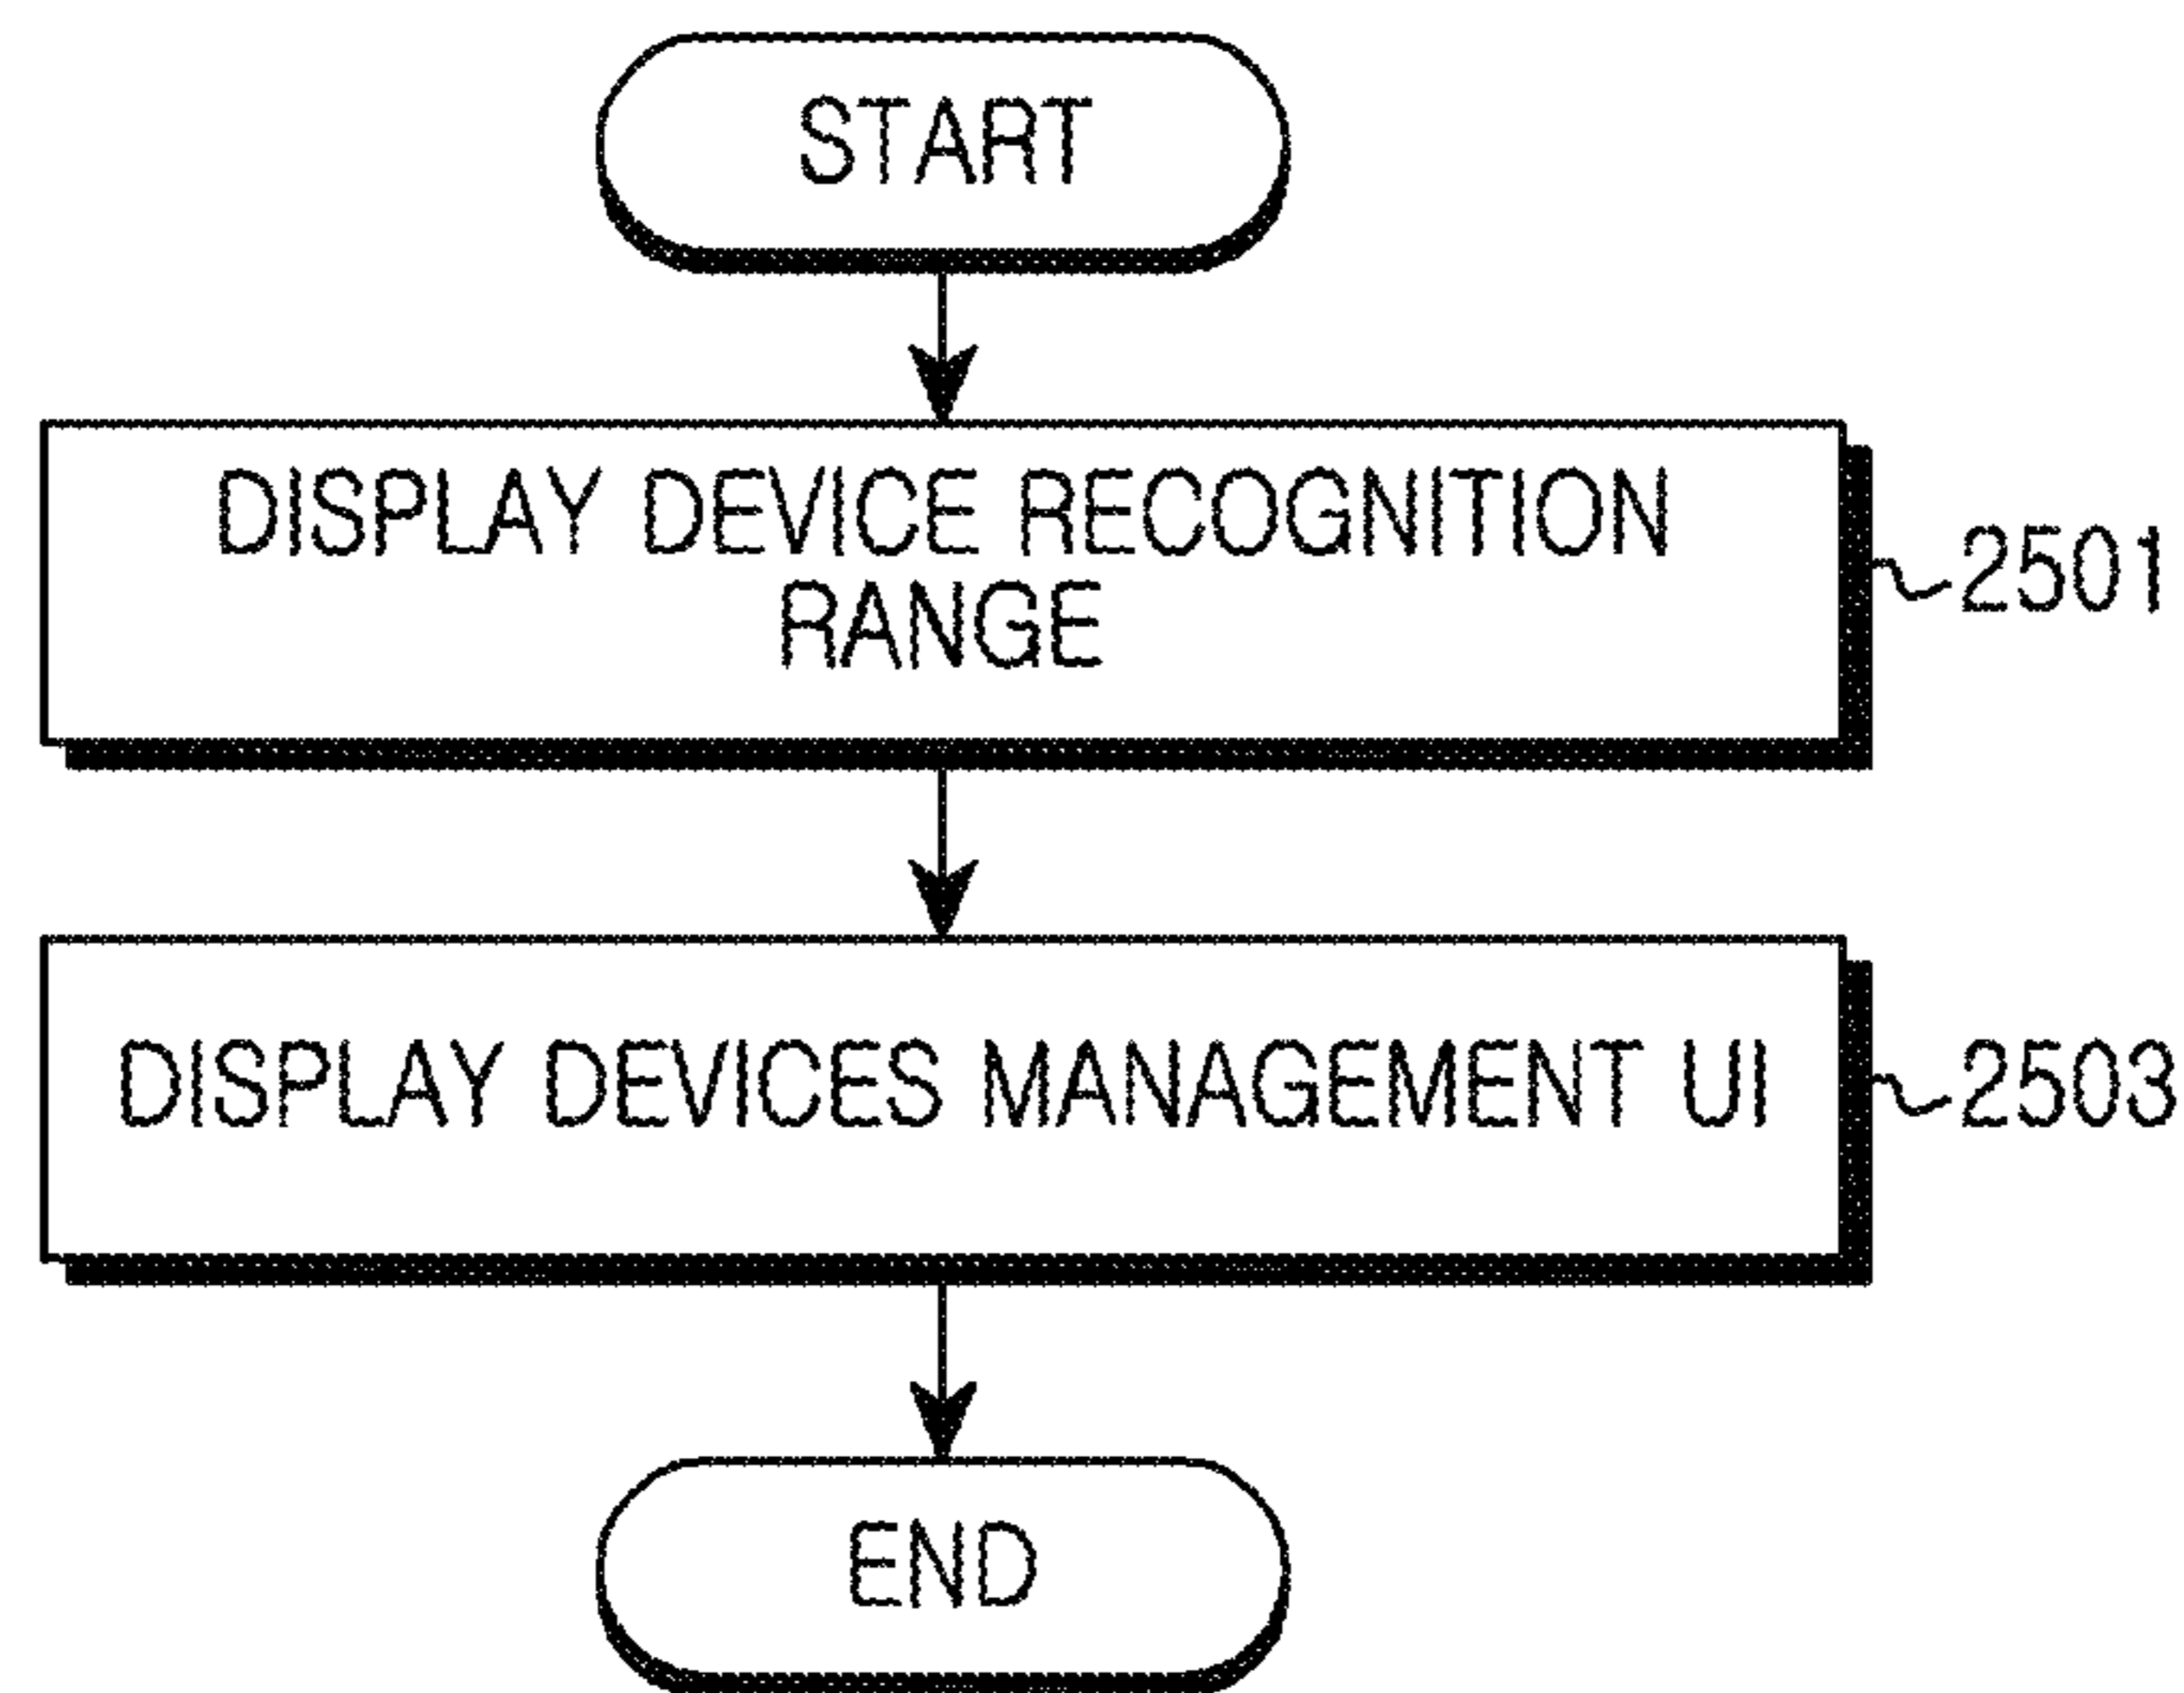 START
DISPLAY DEVICE RECOGNITION
RANGE
2501
DISPLAY DEVICES MANAGEMENT UI
2503
END